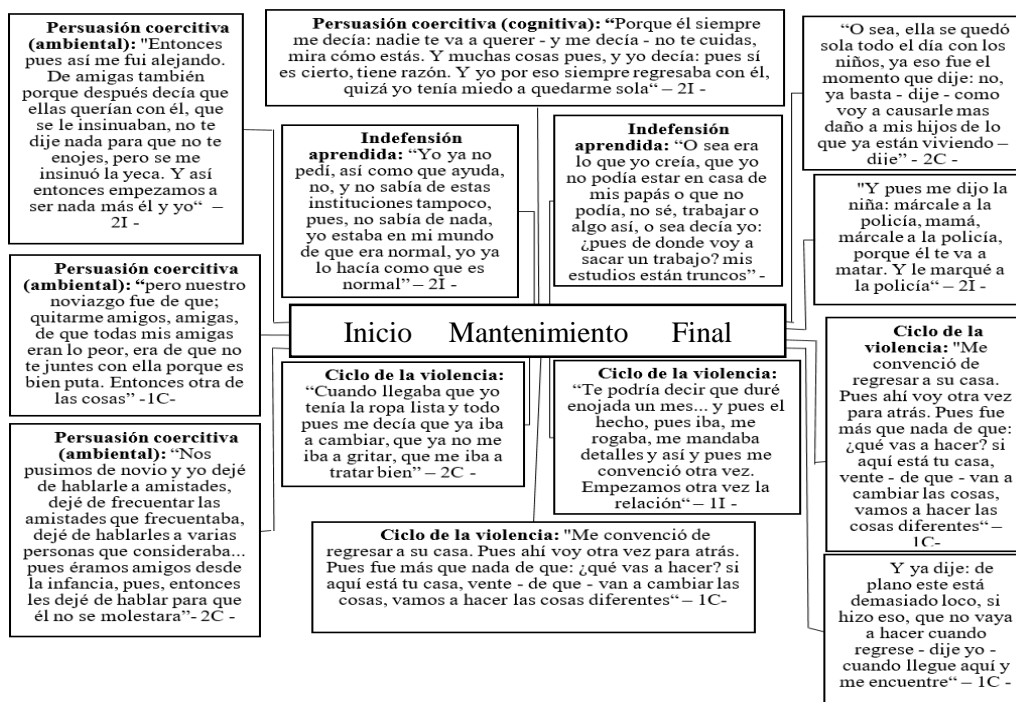 Persuasión coercitiva
(ambiental): "Entonces
pues así me fui alejando.
De amigas también
porque después decía que
ellas querían con él, que
se le insinuaban, no te
dije nada para que no te
enojes, pero se me
insinuó la yeca. Y así
entonces empezamos a
ser nada más él y yo“ –
2I -
Persuasión coercitiva
(ambiental): “pero nuestro
noviazgo fue de que;
quitarme amigos, amigas,
de que todas mis amigas
eran lo peor, era de que no
te juntes con ella porque es
bien puta. Entonces otra de
las cosas” -1C-
Persuasión coercitiva
(ambiental): “Nos
pusimos de novio y yo dejé
de hablarle a amistades,
dejé de frecuentar las
amistades que frecuentaba,
dejé de hablarles a varias
personas que consideraba...
pues éramos amigos desde
la infancia, pues, entonces
les dejé de hablar para que
él no se molestara”- 2C -
Persuasión coercitiva (cognitiva): “Porque él siempre
me decía: nadie te va a querer - y me decía - no te cuidas,
mira cómo estás. Y muchas cosas pues, y yo decía: pues sí
es cierto, tiene razón. Y yo por eso siempre regresaba con él,
quizá yo tenía miedo a quedarme sola“ – 2I -
Indefensión
aprendida: “Yo ya no
pedí, así como que ayuda,
no, y no sabía de estas
instituciones tampoco,
pues, no sabía de nada,
yo estaba en mi mundo
de que era normal, yo ya
lo hacía como que es
normal” – 2I -
Indefensión
aprendida: “O sea era
lo que yo creía, que yo
no podía estar en casa de
mis papás o que no
podía, no sé, trabajar o
algo así, o sea decía yo:
¿pues de donde voy a
sacar un trabajo? mis
estudios están truncos” -
Inicio Mantenimiento Final
Ciclo de la violencia:
“Cuando llegaba que yo
tenía la ropa lista y todo
pues me decía que ya iba
a cambiar, que ya no me
iba a gritar, que me iba a
tratar bien” – 2C -
Ciclo de la violencia:
“Te podría decir que duré
enojada un mes... y pues el
hecho, pues iba, me
rogaba, me mandaba
detalles y así y pues me
convenció otra vez.
Empezamos otra vez la
relación“ – 1I -
Ciclo de la violencia: "Me convenció de
regresar a su casa. Pues ahí voy otra vez para atrás.
Pues fue más que nada de que: ¿qué vas a hacer? si
aquí está tu casa, vente - de que - van a cambiar las
cosas, vamos a hacer las cosas diferentes“ – 1C-
“O sea, ella se quedó
sola todo el día con los
niños, ya eso fue el
momento que dije: no,
ya basta - dije - como
voy a causarle mas
daño a mis hijos de lo
que ya están viviendo –
dije” - 2C -
"Y pues me dijo la
niña: márcale a la
policía, mamá,
márcale a la policía,
porque él te va a
matar. Y le marqué a
la policía“ – 2I -
Ciclo de la
violencia: "Me
convenció de
regresar a su casa.
Pues ahí voy otra vez
para atrás. Pues fue
más que nada de que:
¿qué vas a hacer? si
aquí está tu casa,
vente - de que - van a
cambiar las cosas,
vamos a hacer las
cosas diferentes“ –
1C-
Y ya dije: de
plano este está
demasiado loco, si
hizo eso, que no vaya
a hacer cuando
regrese - dije yo -
cuando llegue aquí y
me encuentre“ – 1C -